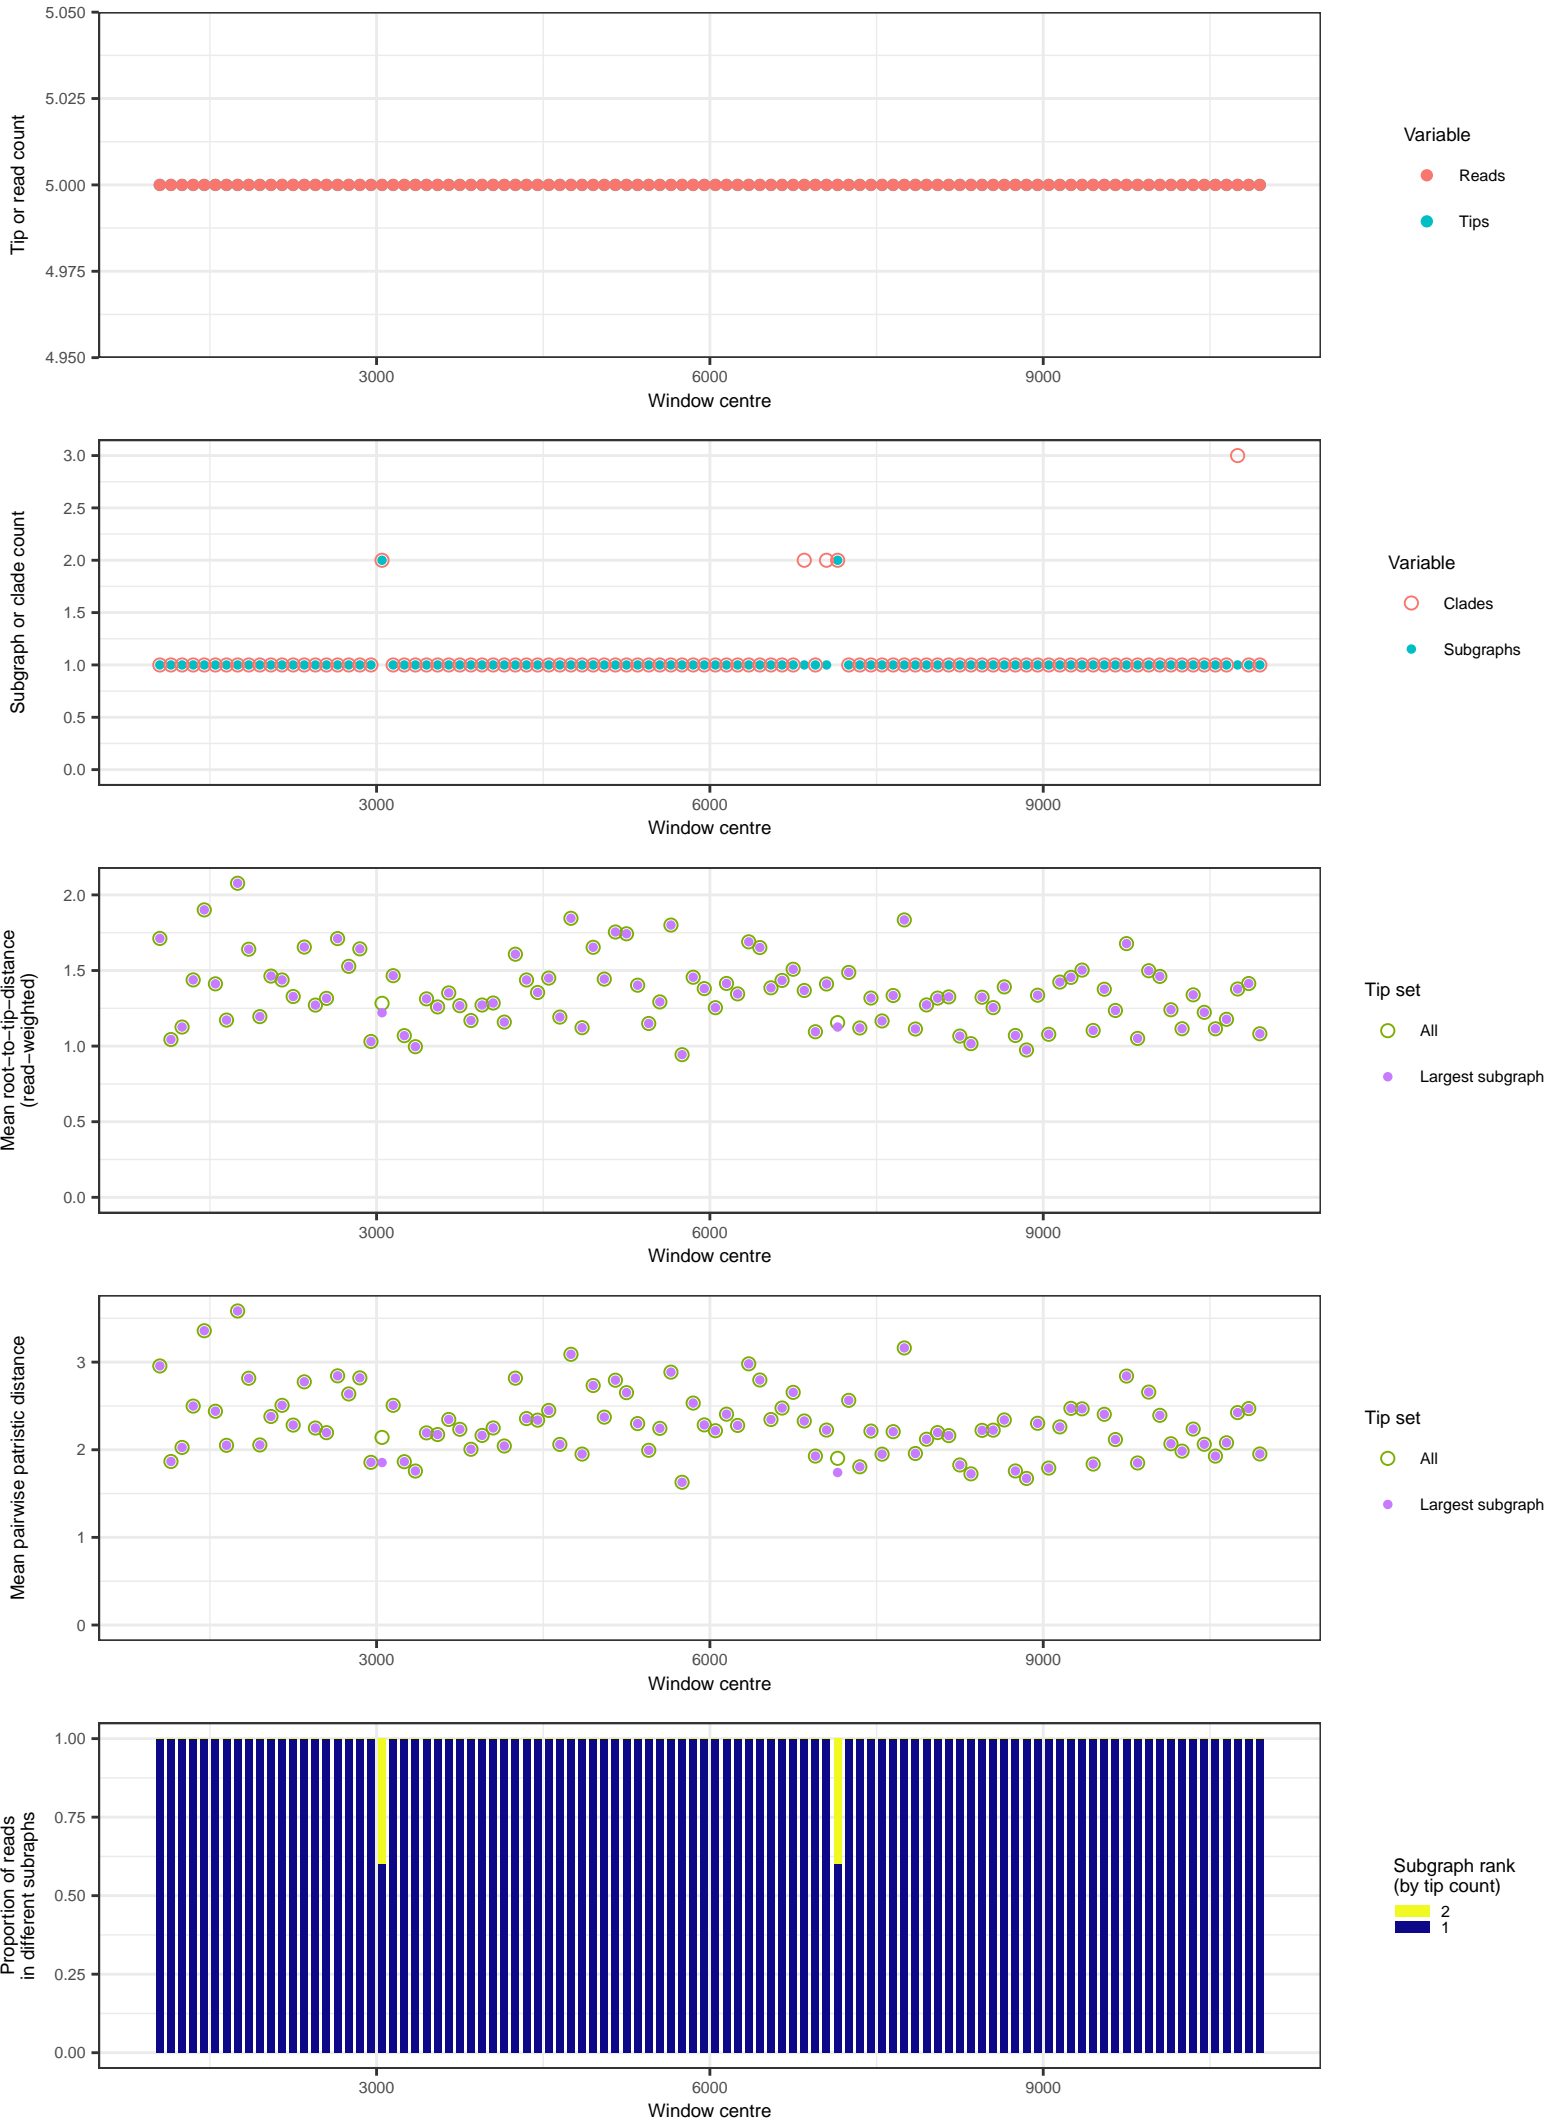 5.050
5.025
5.000
4.975
4.950
Tip or read count
3000
6000
9000
Window centre
Variable
Reads
Tips
3.0
2.5
2.0
1.5
1.0
0.5
0.0
Subgraph or clade count
3000
6000
9000
Window centre
Variable
Clades
Subgraphs
2.0
1.5
1.0
0.5
0.0
Mean root−to−tip−distance
(read−weighted)
3000
6000
9000
Window centre
Tip set
All
Largest subgraph
3
2
1
0
Mean pairwise patristic distance
3000
6000
9000
Window centre
Tip set
All
Largest subgraph
1.00
0.75
0.50
0.25
0.00
Proportion of reads
in different subraphs
3000
6000
9000
Window centre
Subgraph rank
(by tip count)
2
1